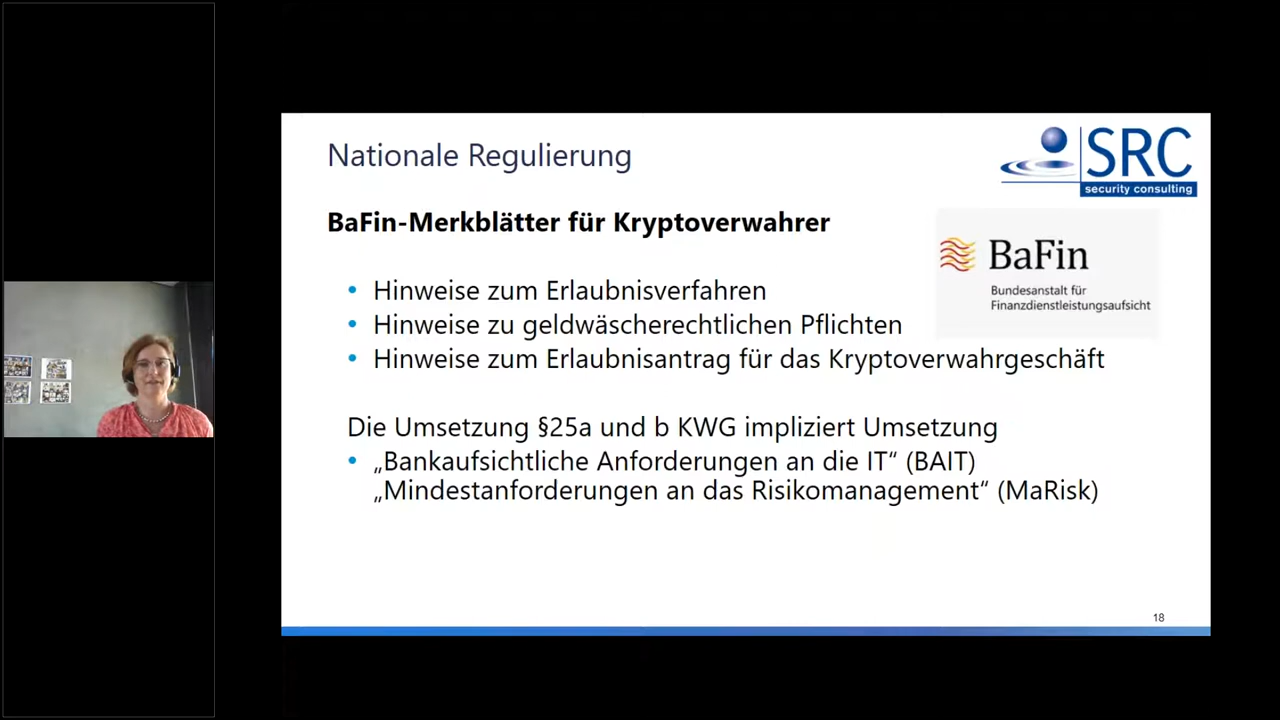 Nationale Regulierung
SRC
security consulting
BaFin-Merkblätter für Kryptoverwahrer
BaFin
Bundesanstalt für
Finanzdienstleistungsaufsicht
• Hinweise zum Erlaubnisverfahren
• Hinweise zu geldwäscherechtlichen Pflichten
• Hinweise zum Erlaubnisantrag für das Kryptoverwahrgeschäft
Die Umsetzung §25a und b KWG impliziert Umsetzung
• „Bankaufsichtliche Anforderungen an die IT“ (BAIT)
„Mindestanforderungen an das Risikomanagement“ (MaRisk)
18